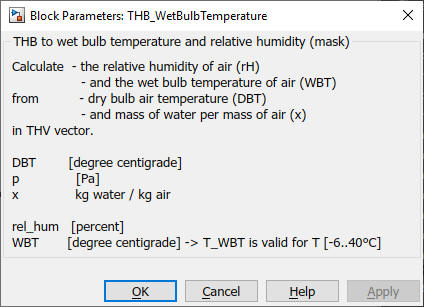 Block Parameters: THB_WetBulbTemperature
THB to wet bulb temperature and relative humidity (mask)
Calculate - the relative humidity of air (rH)
- and the wet bulb temperature of air (WBT)
from - dry bulb air temperature (DBT)
- and mass of water per mass of air (x)
in THV vector.
DBT [degree centigrade]
p [Pa]
x kg water / kg air
rel_hum [percent]
WBT [degree centigrade] -> T_WBT is valid for T [-6..40°C]
OK Cancel Help Apply